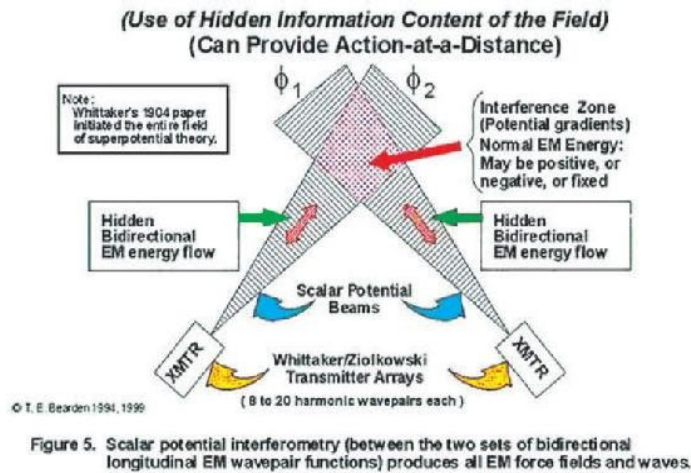 (Use of Hidden Information Content of the Field)
(Can Provide Action-at-a-Distance)
ϕ1
ϕ2
Note:
Whittaker's 1904 paper
initiated the entire field
of superpotential theory.
Interference Zone
(Potential gradients)
Normal EM Energy:
May be positive, or
negative, or fixed
Hidden
Bidirectional
EM energy flow
Hidden
Bidirectional
EM energy flow
Scalar Potential
Beams
XMTR
XMTR
Whittaker/Ziolkowski
Transmitter Arrays
( 8 to 20 harmonic wavepairs each )
© T. E. Bearden 1994, 1999
Figure 5. Scalar potential interferometry (between the two sets of bidirectional
longitudinal EM wavepair functions) produces all EM force fields and waves.